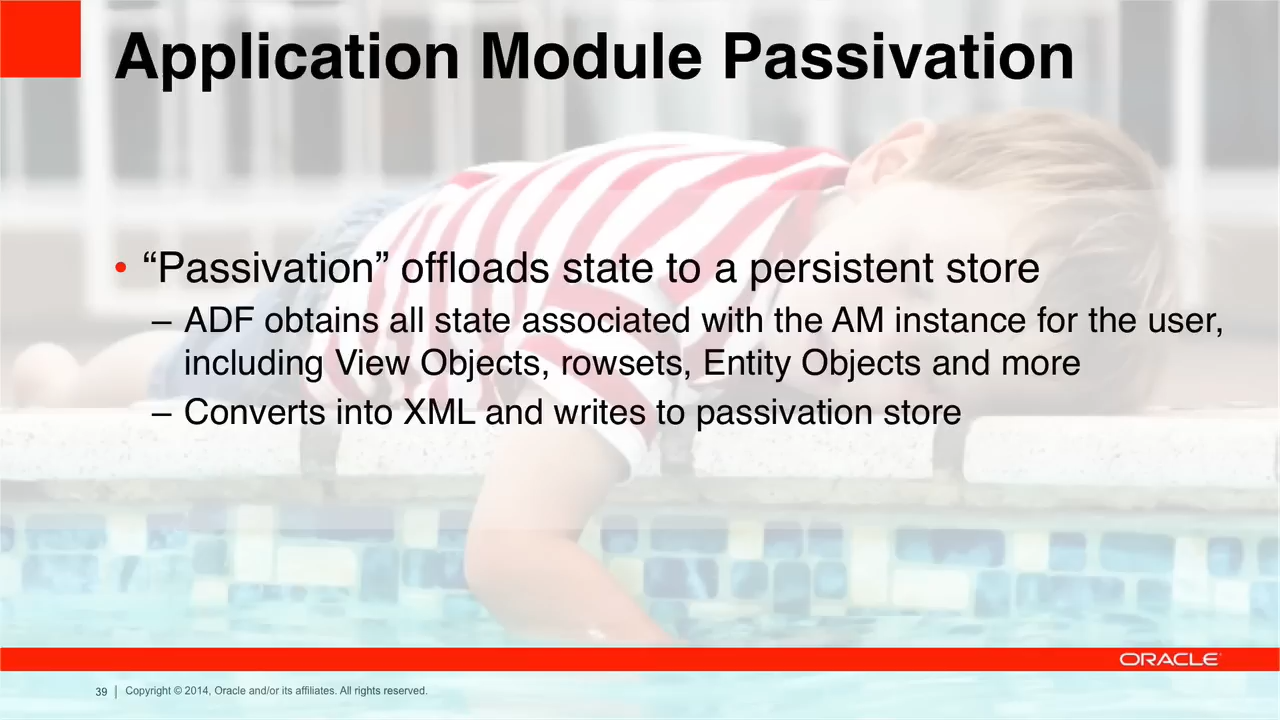 Application Module Passivation
• “Passivation” offloads state to a persistent store
– ADF obtains all state associated with the AM instance for the user,
including View Objects, rowsets, Entity Objects and more
– Converts into XML and writes to passivation store
ORACLE
39 | Copyright © 2014, Oracle and/or its affiliates. All rights reserved.